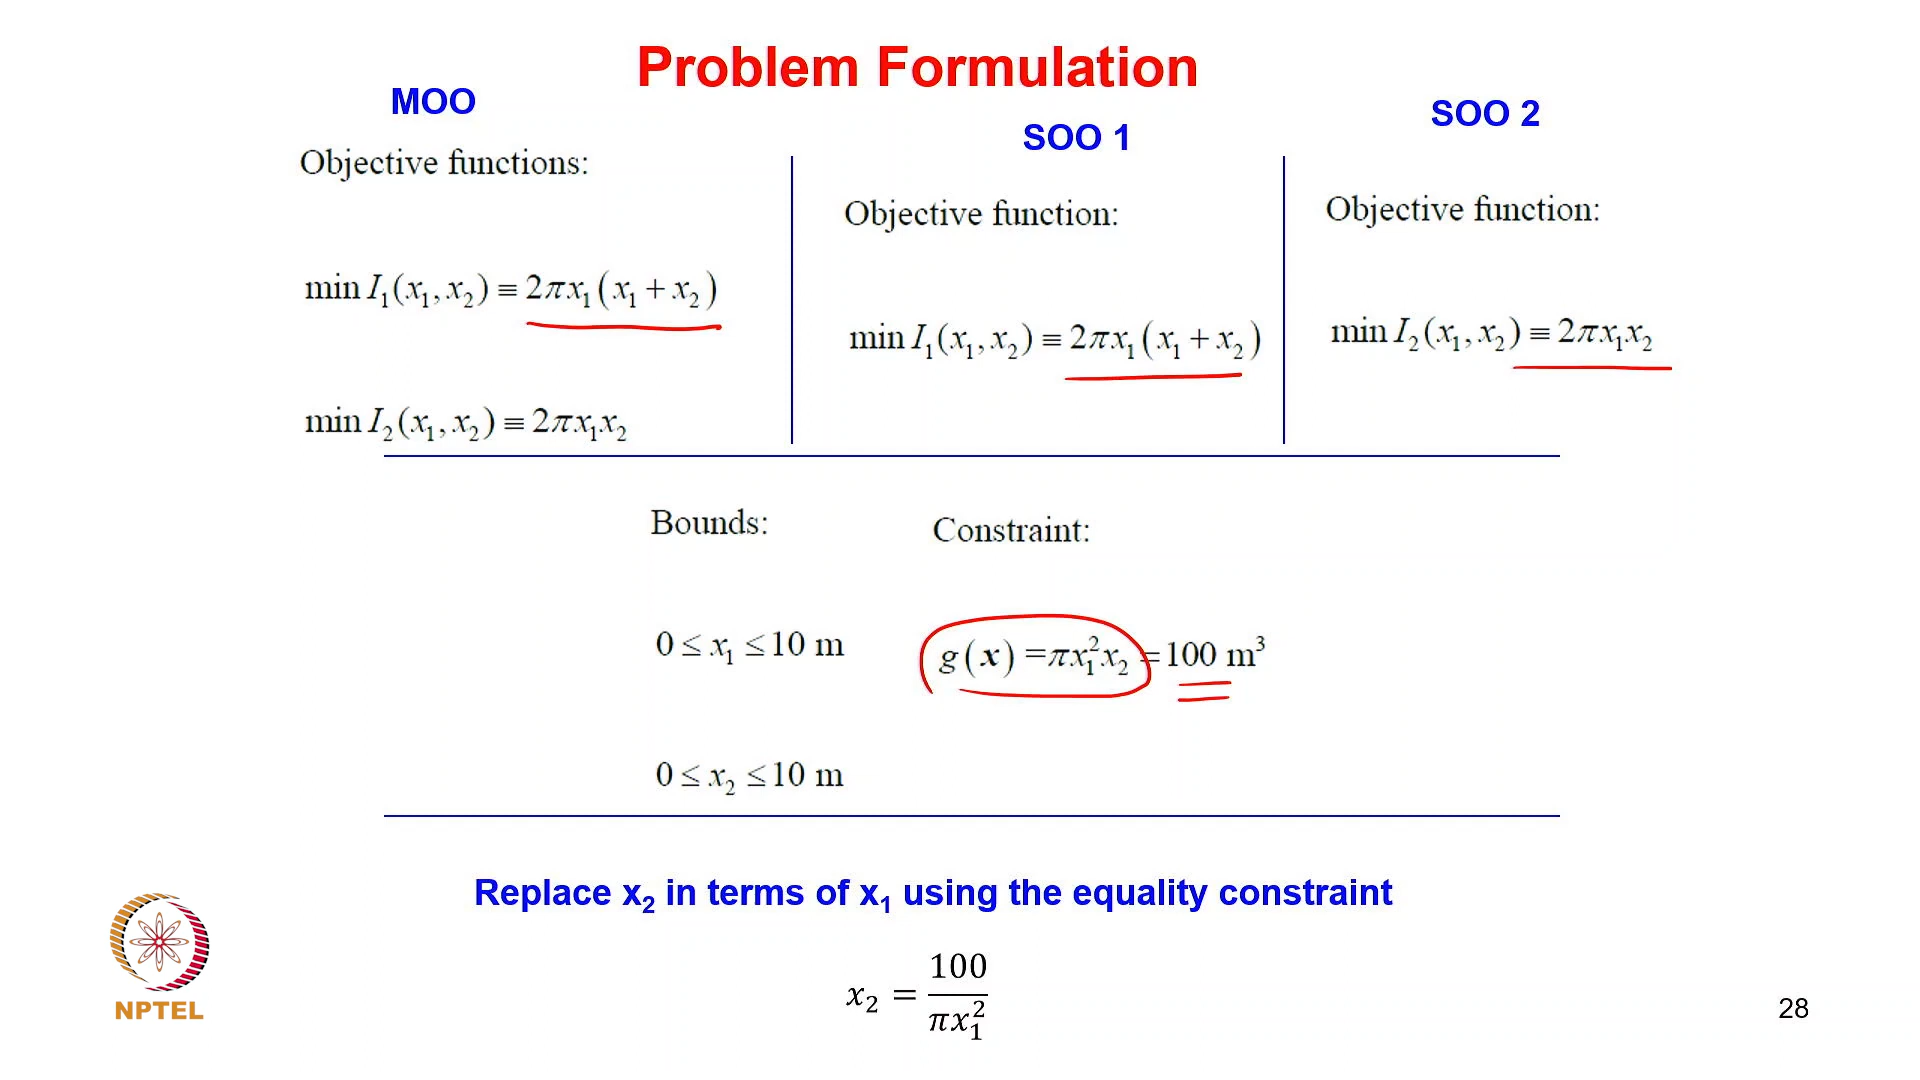 Problem Formulation
MOO
Objective functions:
min I₁(x₁, x₂) ≡ 2πx₁(x₁ + x₂)
min I₂(x₁, x₂) ≡ 2πx₁x₂
SOO 1
Objective function:
min I₁(x₁, x₂) ≡ 2πx₁(x₁ + x₂)
SOO 2
Objective function:
min I₂(x₁, x₂) ≡ 2πx₁x₂
Bounds:
0 ≤ x₁ ≤ 10 m
0 ≤ x₂ ≤ 10 m
Constraint:
g(x) = πx₁²x₂ = 100 m³
Replace x₂ in terms of x₁ using the equality constraint
x₂ = 100 / πx₁²
NPTEL
28